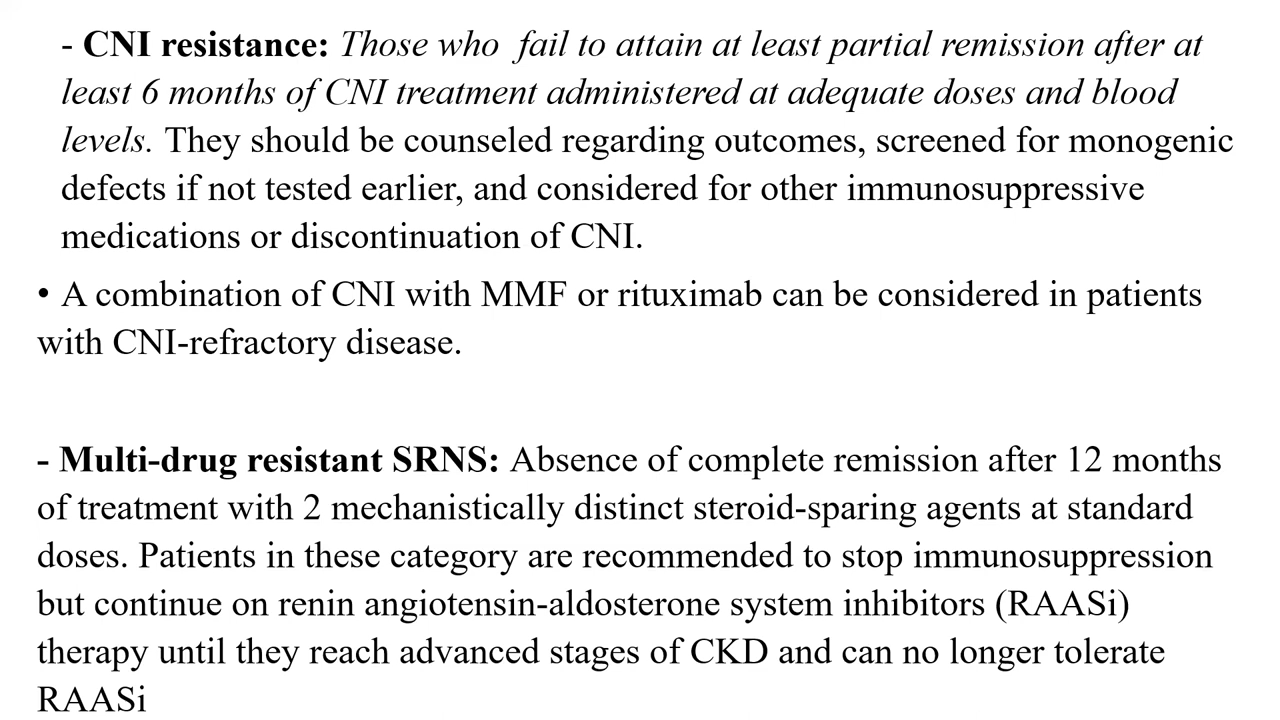 - CNI resistance: Those who  fail to attain at least partial remission after at
least 6 months of CNI treatment administered at adequate doses and blood
levels. They should be counseled regarding outcomes, screened for monogenic
defects if not tested earlier, and considered for other immunosuppressive
medications or discontinuation of CNI.
• A combination of CNI with MMF or rituximab can be considered in patients
with CNI-refractory disease.
- Multi-drug resistant SRNS: Absence of complete remission after 12 months
of treatment with 2 mechanistically distinct steroid-sparing agents at standard
doses. Patients in these category are recommended to stop immunosuppression
but continue on renin angiotensin-aldosterone system inhibitors (RAASi)
therapy until they reach advanced stages of CKD and can no longer tolerate
RAASi